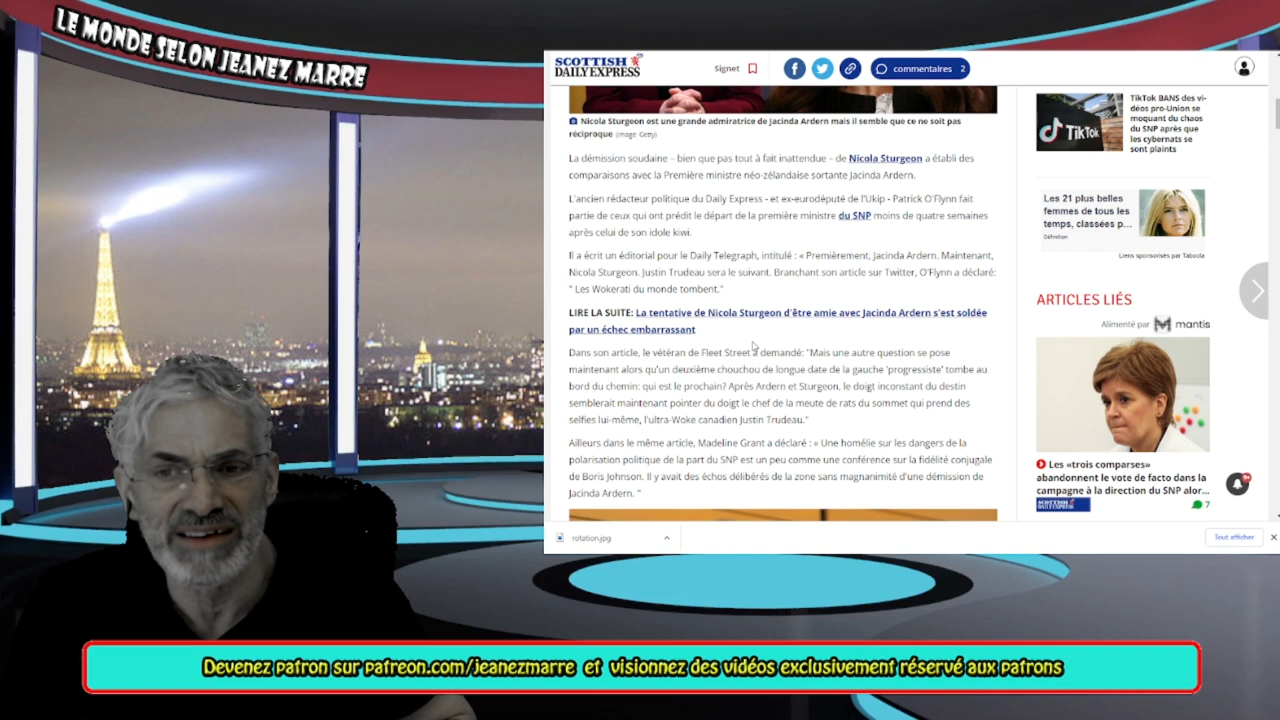 LE MONDE SELON JEANEZ MARRE
SCOTTISH
DAILY EXPRESS
Signet
commentaires 2
Nicola Sturgeon est une grande admiratrice de Jacinda Ardern mais il semble que ce ne soit pas
réciproque (Image: Getty)
La démission soudaine – bien que pas tout à fait inattendue – de Nicola Sturgeon a établi des
comparaisons avec la Première ministre néo-zélandaise sortante Jacinda Ardern.
L'ancien rédacteur politique du Daily Express - et ex-eurodéputé de l'Ukip - Patrick O'Flynn fait
partie de ceux qui ont prédit le départ de la première ministre du SNP moins de quatre semaines
après celui de son idole kiwi.
Il a écrit un éditorial pour le Daily Telegraph, intitulé : « Premièrement, Jacinda Ardern. Maintenant,
Nicola Sturgeon. Justin Trudeau sera le suivant. Branchant son article sur Twitter, O'Flynn a déclaré:
" Les Wokerati du monde tombent."
LIRE LA SUITE: La tentative de Nicola Sturgeon d'être amie avec Jacinda Ardern s'est soldée
par un échec embarrassant
Dans son article, le vétéran de Fleet Street a demandé: "Mais une autre question se pose
maintenant alors qu'un deuxième chouchou de longue date de la gauche 'progressiste' tombe au
bord du chemin: qui est le prochain? Après Ardern et Sturgeon, le doigt inconstant du destin
semblerait maintenant pointer du doigt le chef de la meute de rats du sommet qui prend des
selfies lui-même, l'ultra-Woke canadien Justin Trudeau."
Ailleurs dans le même article, Madeline Grant a déclaré : « Une homélie sur les dangers de la
polarisation politique de la part du SNP est un peu comme une conférence sur la fidélité conjugale
de Boris Johnson. Il y avait des échos délibérés de la zone sans magnanimité d'une démission de
Jacinda Ardern. "
TikTok
TikTok BANS des vi-
déos pro-Union se
moquant du chaos
du SNP après que
les cybernats se
sont plaints
Les 21 plus belles
femmes de tous les
temps, classées p...
Définition
Liens sponsorisés par Taboola
ARTICLES LIÉS
Alimenté par mantis
Les «trois comparses»
abandonnent le vote de facto dans la
campagne à la direction du SNP alor...
SCOTTISH
DAILY EXPRESS
7
9+
rotation.jpg
Tout afficher
Devenez patron sur patreon.com/jeanezmarre et visionnez des vidéos exclusivement réservé aux patrons